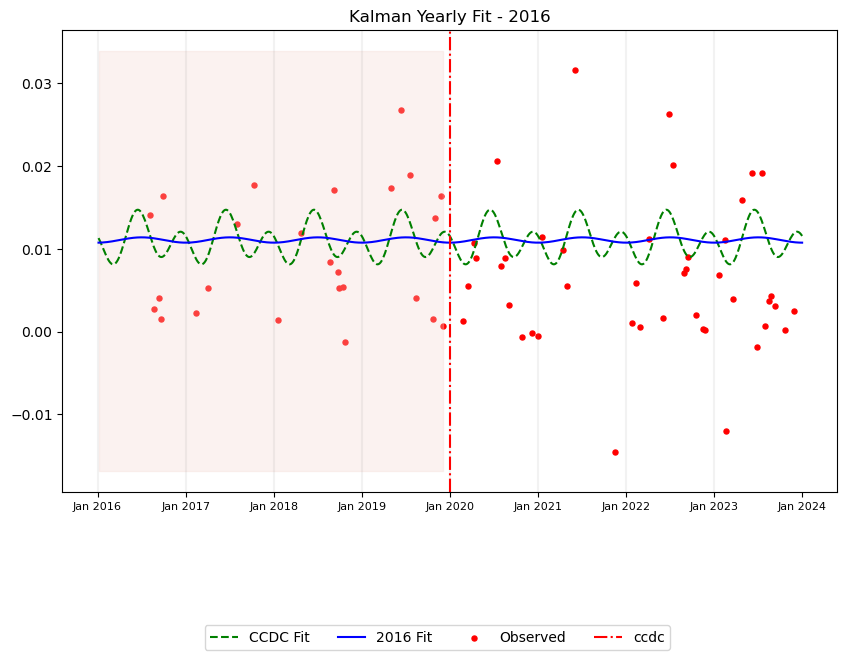 Kalman Yearly Fit - 2016
0.03
0.02
0.01
0.00
−0.01
Jan 2016 Jan 2017 Jan 2018 Jan 2019 Jan 2020 Jan 2021 Jan 2022 Jan 2023 Jan 2024
CCDC Fit 2016 Fit Observed ccdc